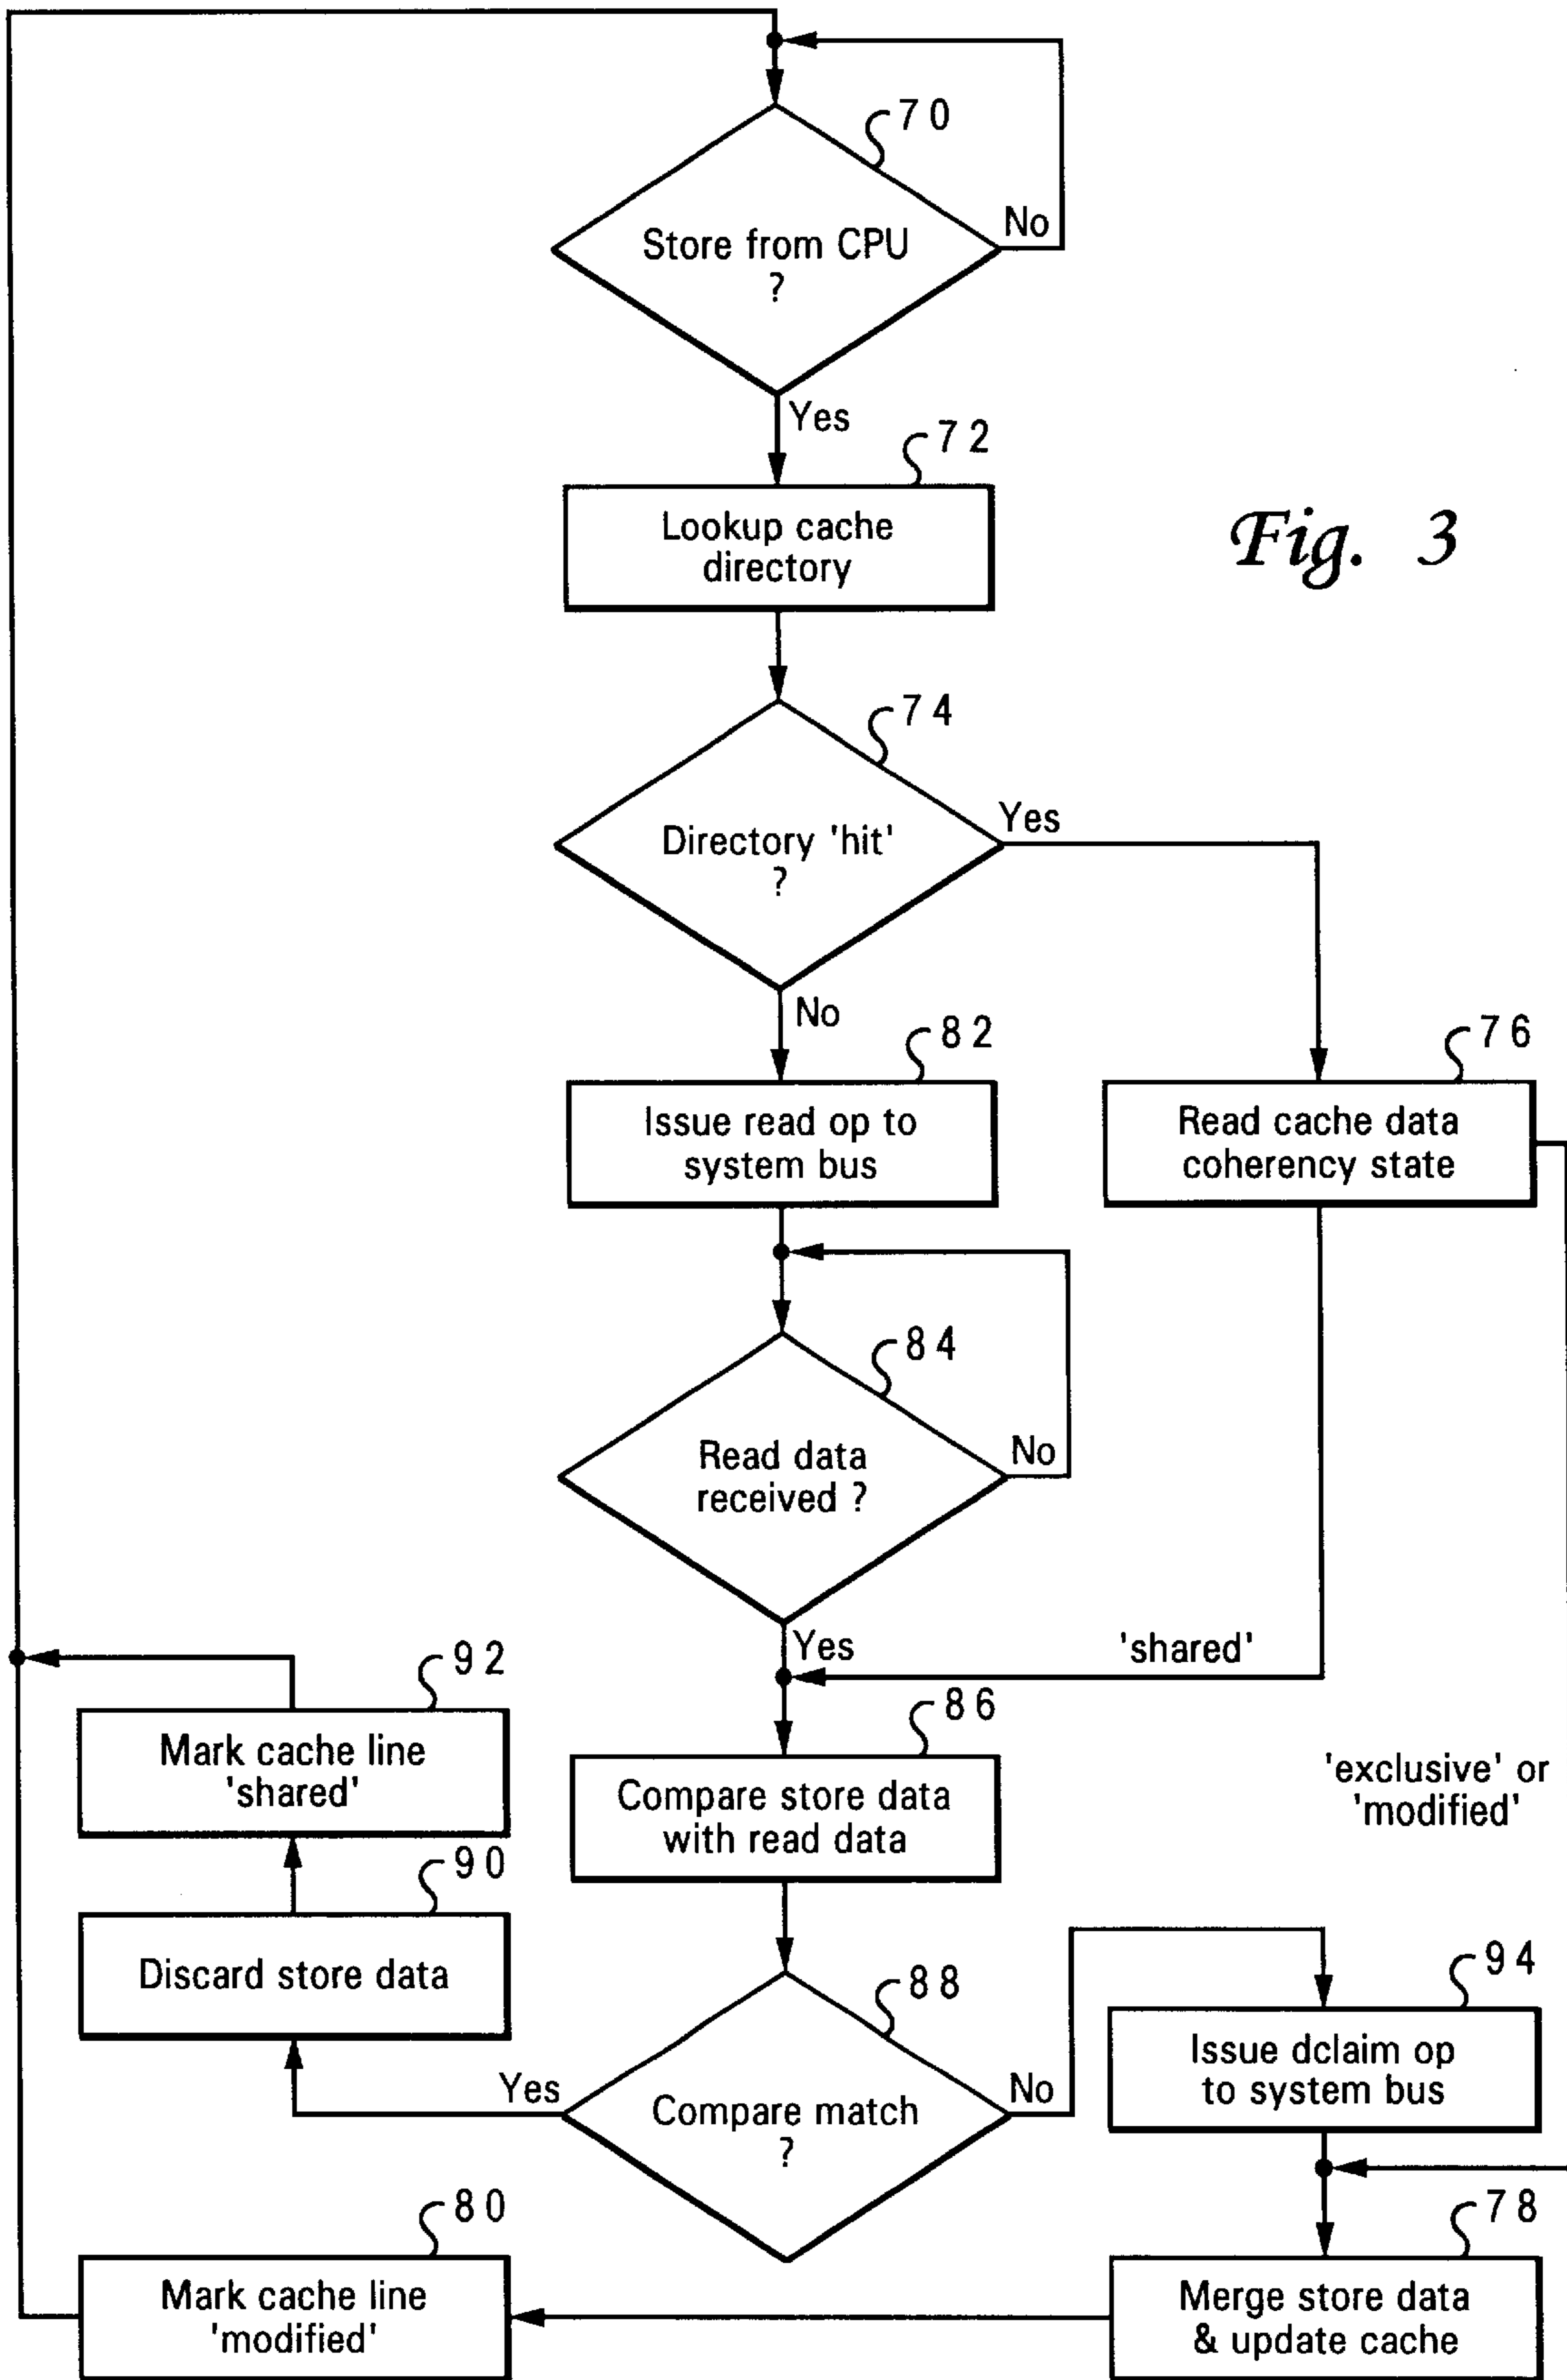 70
No
Store from CPU
?
Yes
72
Lookup cache
directory
Fig. 3
74
Yes
Directory 'hit'
?
No
82
76
Issue read op to
system bus
Read cache data
coherency state
84
No
Read data
received ?
Yes
'shared'
92
86
Mark cache line
'shared'
Compare store data
with read data
'exclusive' or
'modified'
90
Discard store data
88
94
Yes
No
Compare match
?
Issue dclaim op
to system bus
80
78
Mark cache line
'modified'
Merge store data
& update cache